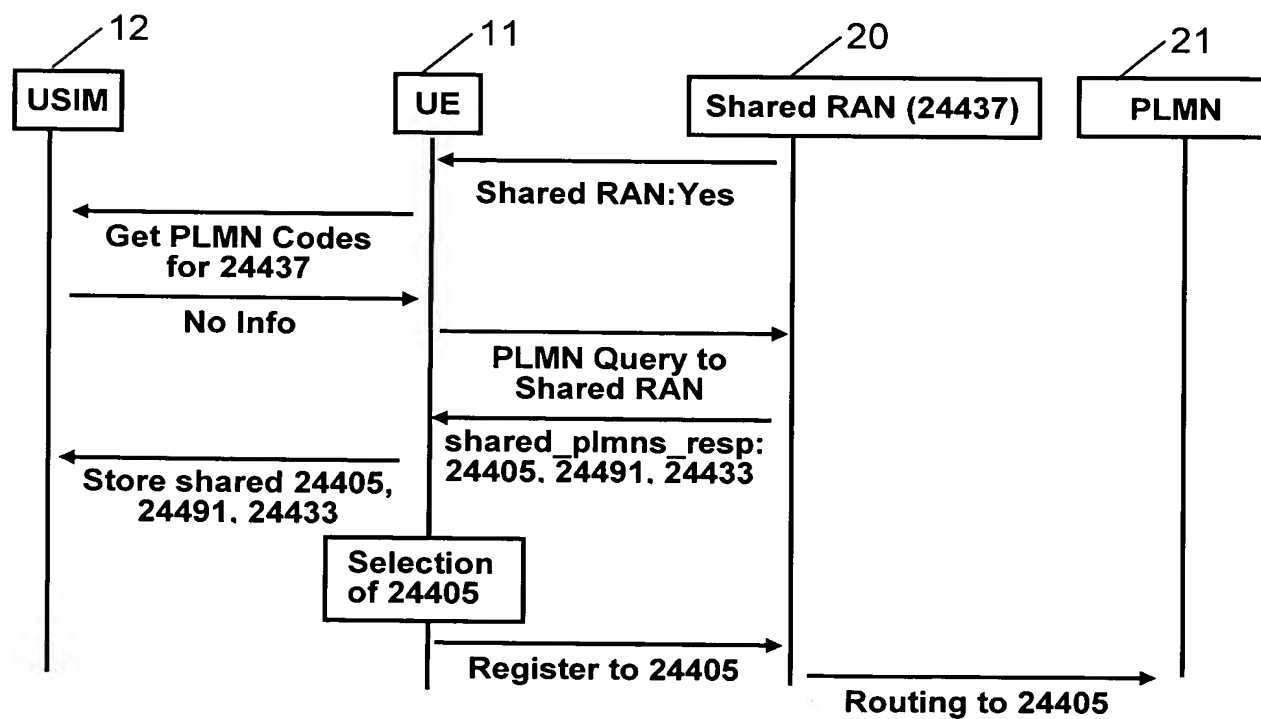 12
11
20
21
USIM
UE
Shared RAN (24437)
PLMN
Shared RAN:Yes
Get PLMN Codes
for 24437
No Info
PLMN Query to
Shared RAN
shared_plmns_resp:
24405, 24491, 24433
Store shared 24405,
24491, 24433
Selection
of 24405
Register to 24405
Routing to 24405